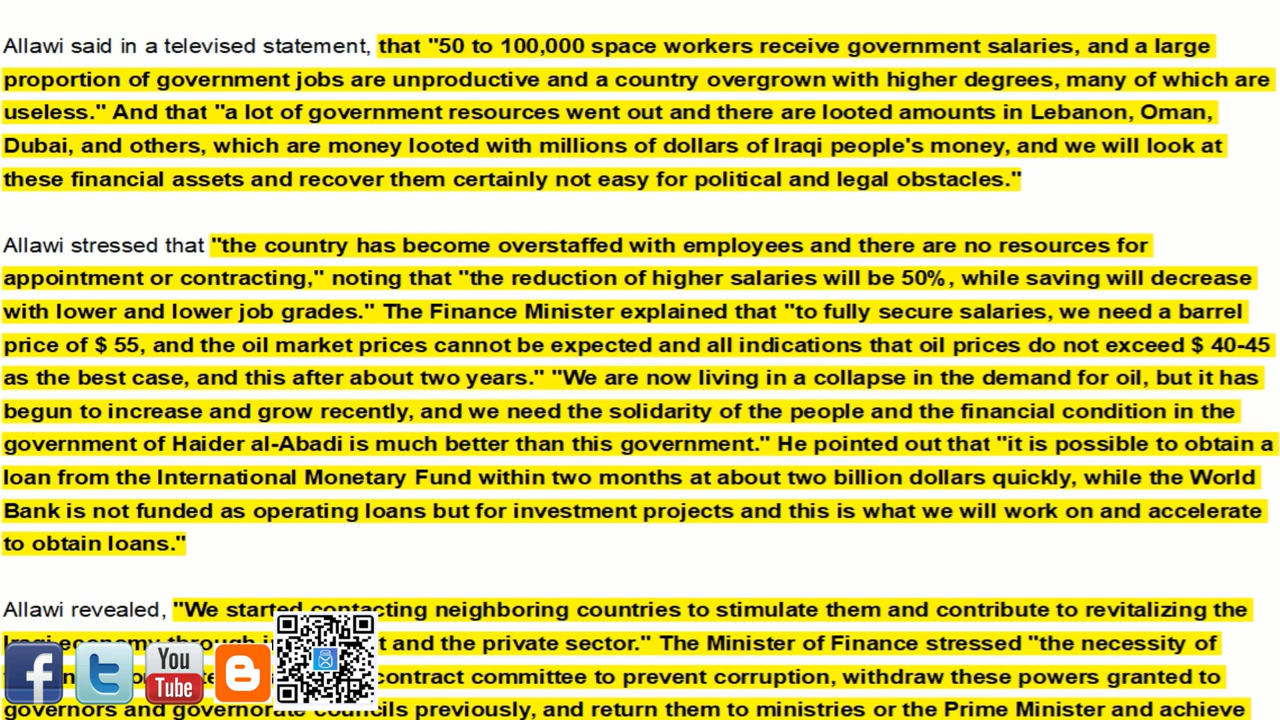 Allawi said in a televised statement, that "50 to 100,000 space workers receive government salaries, and a large
proportion of government jobs are unproductive and a country overgrown with higher degrees, many of which are
useless." And that "a lot of government resources went out and there are looted amounts in Lebanon, Oman,
Dubai, and others, which are money looted with millions of dollars of Iraqi people's money, and we will look at
these financial assets and recover them certainly not easy for political and legal obstacles."
Allawi stressed that "the country has become overstaffed with employees and there are no resources for
appointment or contracting," noting that "the reduction of higher salaries will be 50%, while saving will decrease
with lower and lower job grades." The Finance Minister explained that "to fully secure salaries, we need a barrel
price of $ 55, and the oil market prices cannot be expected and all indications that oil prices do not exceed $ 40-45
as the best case, and this after about two years." "We are now living in a collapse in the demand for oil, but it has
begun to increase and grow recently, and we need the solidarity of the people and the financial condition in the
government of Haider al-Abadi is much better than this government." He pointed out that "it is possible to obtain a
loan from the International Monetary Fund within two months at about two billion dollars quickly, while the World
Bank is not funded as operating loans but for investment projects and this is what we will work on and accelerate
to obtain loans."
Allawi revealed, "We started contacting neighboring countries to stimulate them and contribute to revitalizing the
Iraqi economy through and the private sector." The Minister of Finance stressed "the necessity of
contract committee to prevent corruption, withdraw these powers granted to
governors and governorate councils previously, and return them to ministries or the Prime Minister and achieve
You
Tube